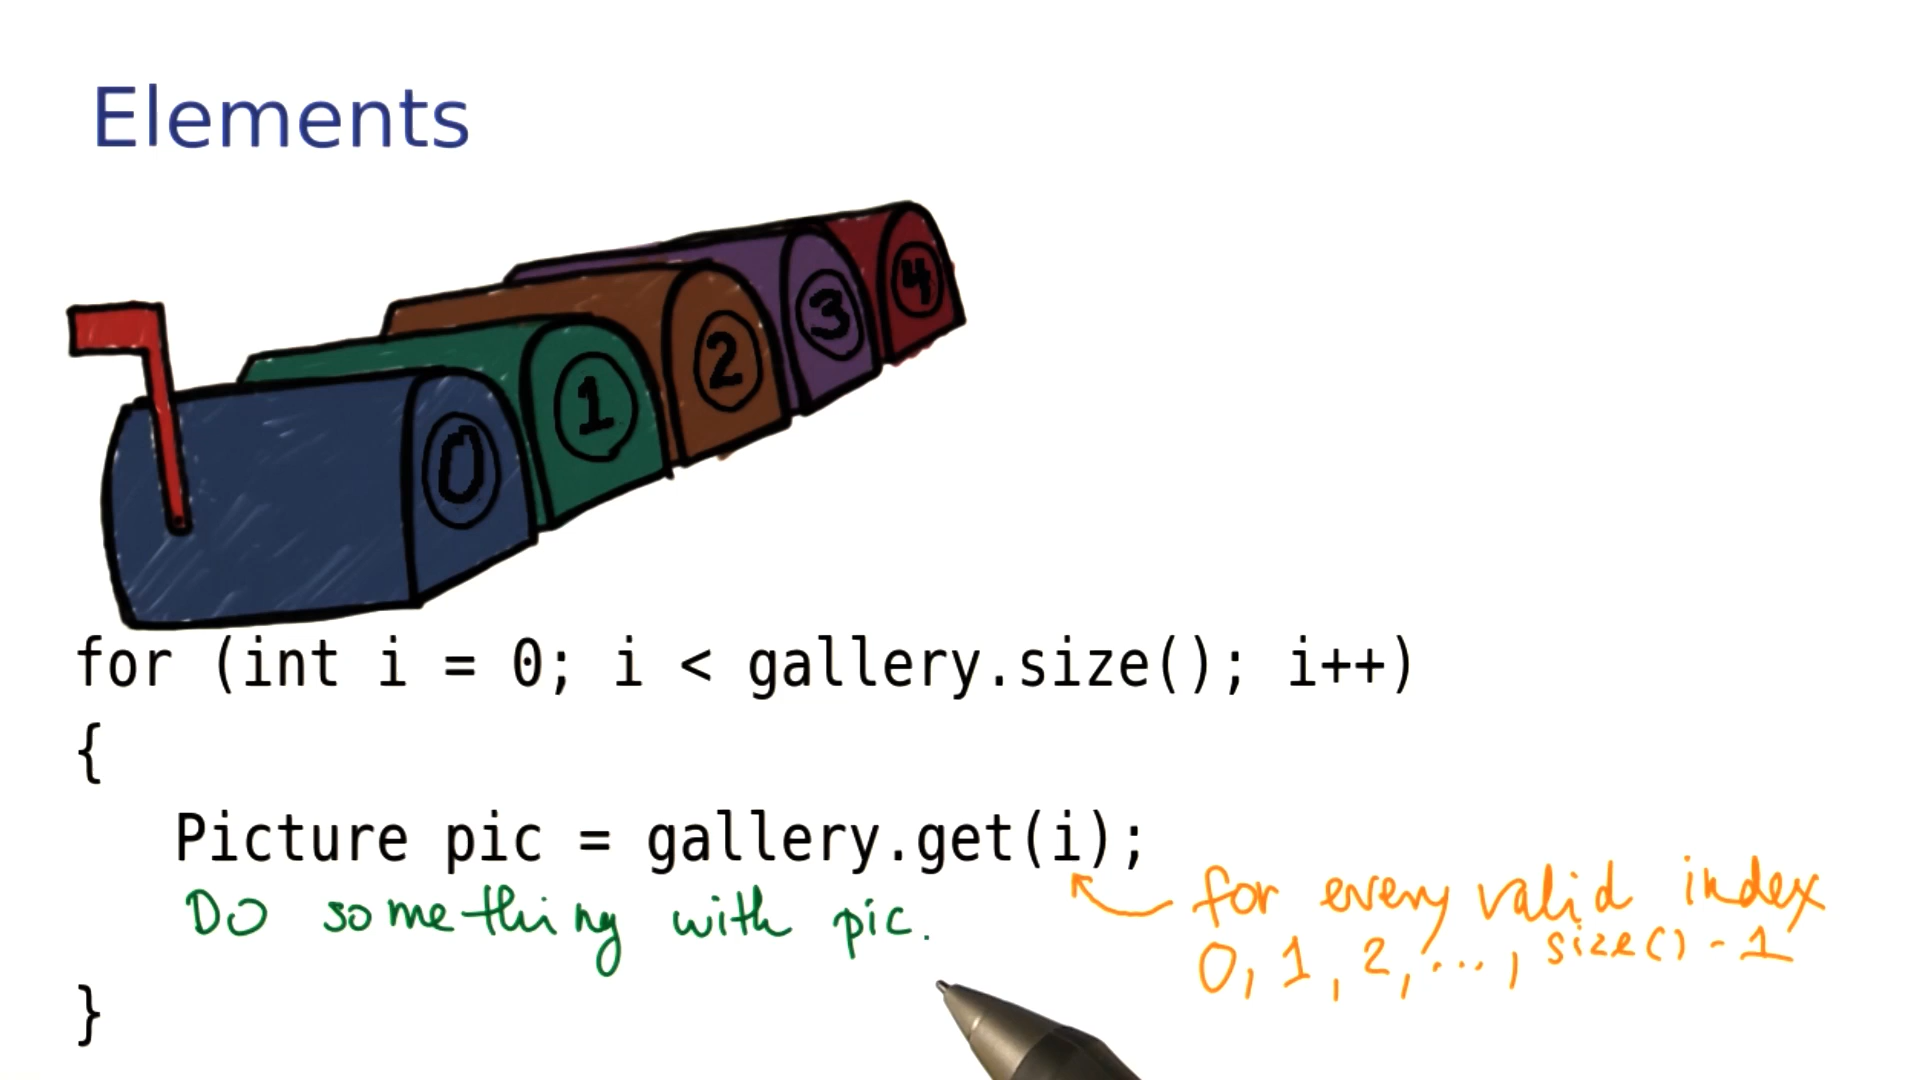 Elements
0
1
2
3
4
for (int i = 0; i < gallery.size(); i++)
{
Picture pic = gallery.get(i);
Do something with pic.
for every valid index
0, 1, 2, ..., size() - 1
}